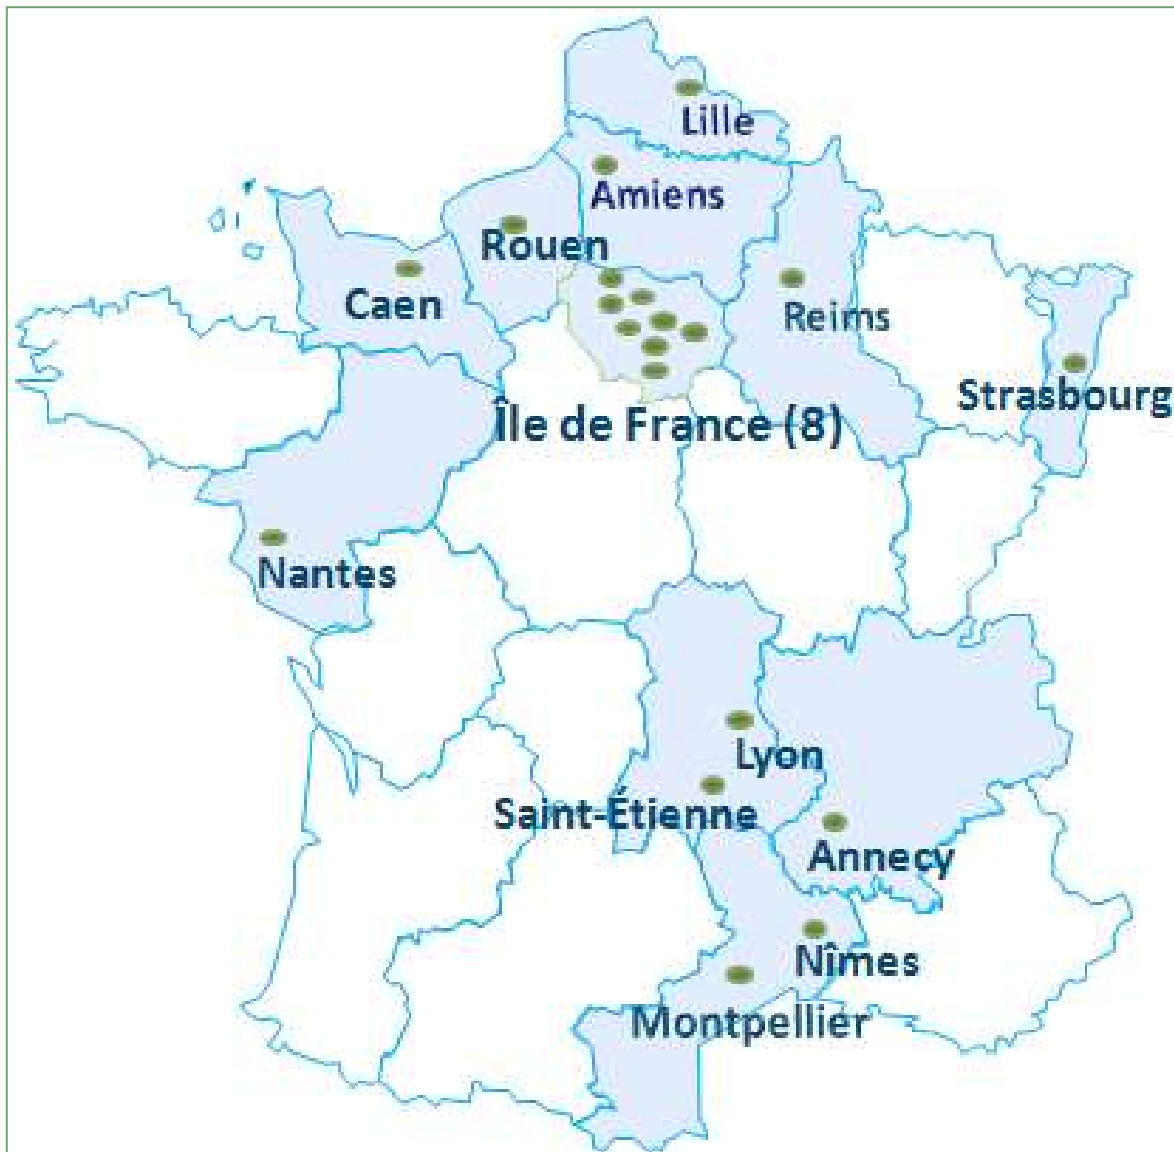 Lille
Amiens
Rouen
Caen
Reims
Strasbourg
Île de France (8)
Nantes
Lyon
Saint-Étienne
Annecy
Nîmes
Montpellier